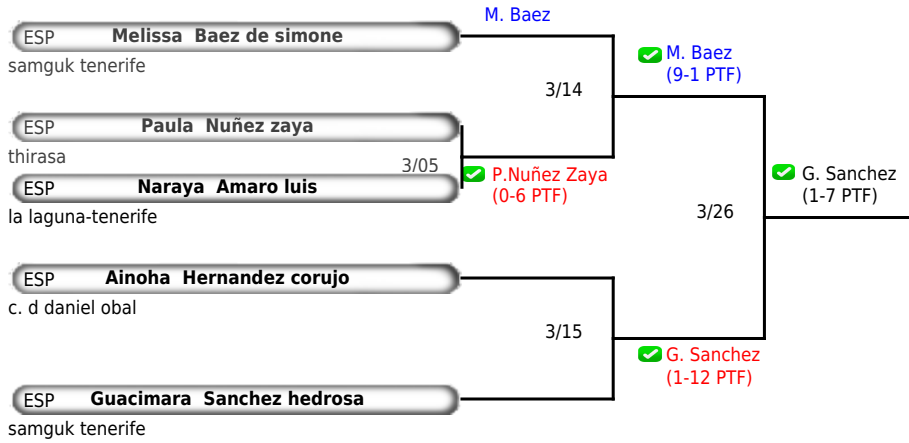 M. Baez
ESP Melissa Baez de simone
samguk tenerife
M. Baez
(9-1 PTF)
3/14
ESP Paula Nuñez zaya
thirasa
3/05
P.Nuñez Zaya
(0-6 PTF)
ESP Naraya Amaro luis
la laguna-tenerife
G. Sanchez
(1-7 PTF)
3/26
ESP Ainoha Hernandez corujo
c. d daniel obal
3/15
G. Sanchez
(1-12 PTF)
ESP Guacimara Sanchez hedrosa
samguk tenerife